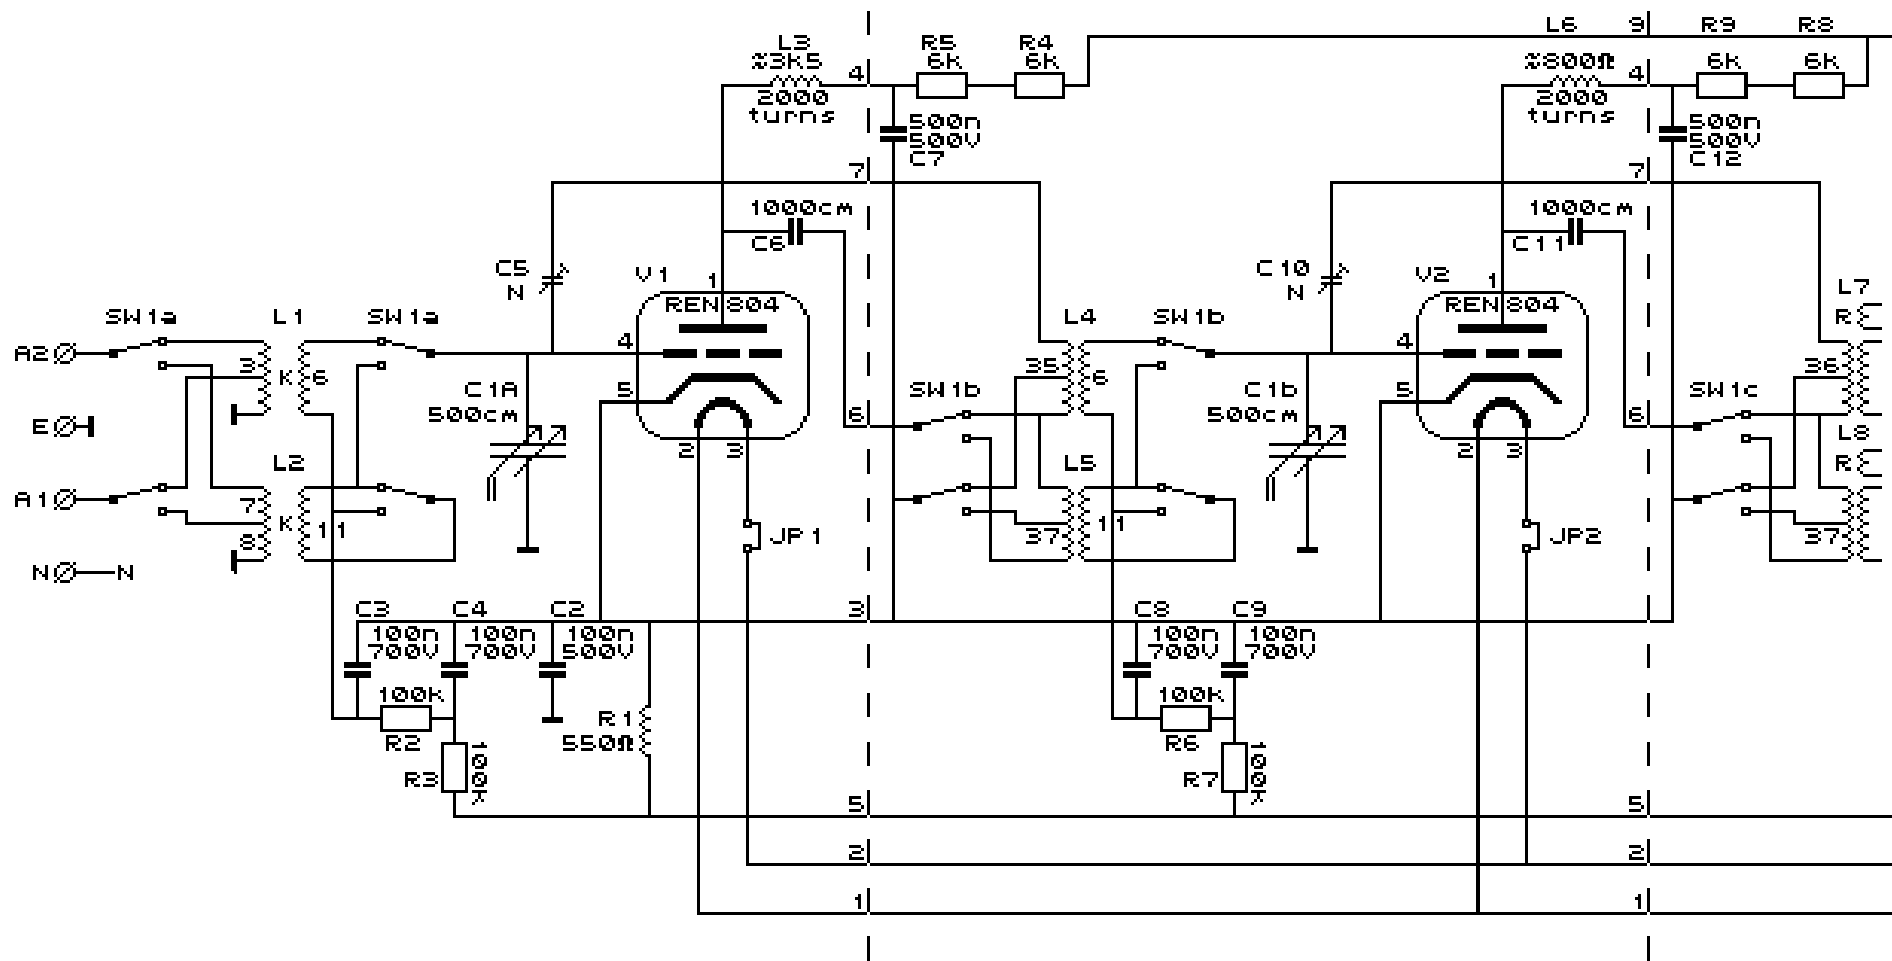 L6 9 R9 R8
L3 R5 R4
%3K5 4 6k 6k %800Ω 4 6k 6k
2000 2000
turns turns
500n 500n
500V 500V
C7 C12
7 7
1000cm 1000cm
C6 C11
C5 V1 1 C10 V2 1
N N
REN804 REN804
L7
R
SW1a L1 SW1a L4 SW1b
4 4
A2 3 K 6 35 6 36
C1A 5 SW1b C1b 5 SW1c
500cm 500cm
E 6 6
L8
2 3 2 3
L2 L5 R
A1 7 K 11 11
8 JP1 37 JP2 37
N N
C3 C4 C2 3 C8 C9
100n 100n 100n 100n 100n
700V 700V 500V 700V 700V
100K 100K
R1
R2 550Ω R6
R3 100K R7 100K
5 5
2 2
1 1